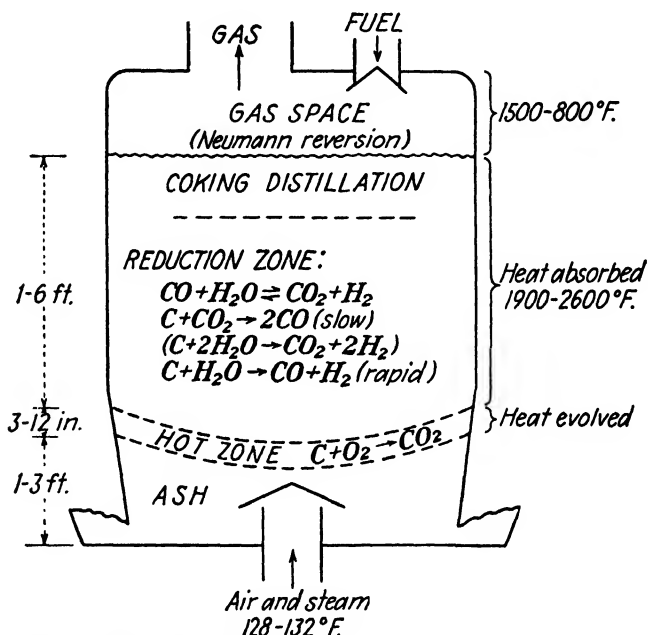 GAS
FUEL
GAS SPACE
(Neumann reversion)
1500-800°F.
COKING DISTILLATION
REDUCTION ZONE:
CO+H₂O⇌CO₂+H₂
C+CO₂→2CO (slow)
(C+2H₂O→CO₂+2H₂)
C+H₂O→CO+H₂ (rapid)
1-6 ft.
Heat absorbed
1900-2600°F.
3-12 in.
Heat evolved
HOT ZONE C+O₂→CO₂
1-3 ft.
ASH
Air and steam
128-132°F.